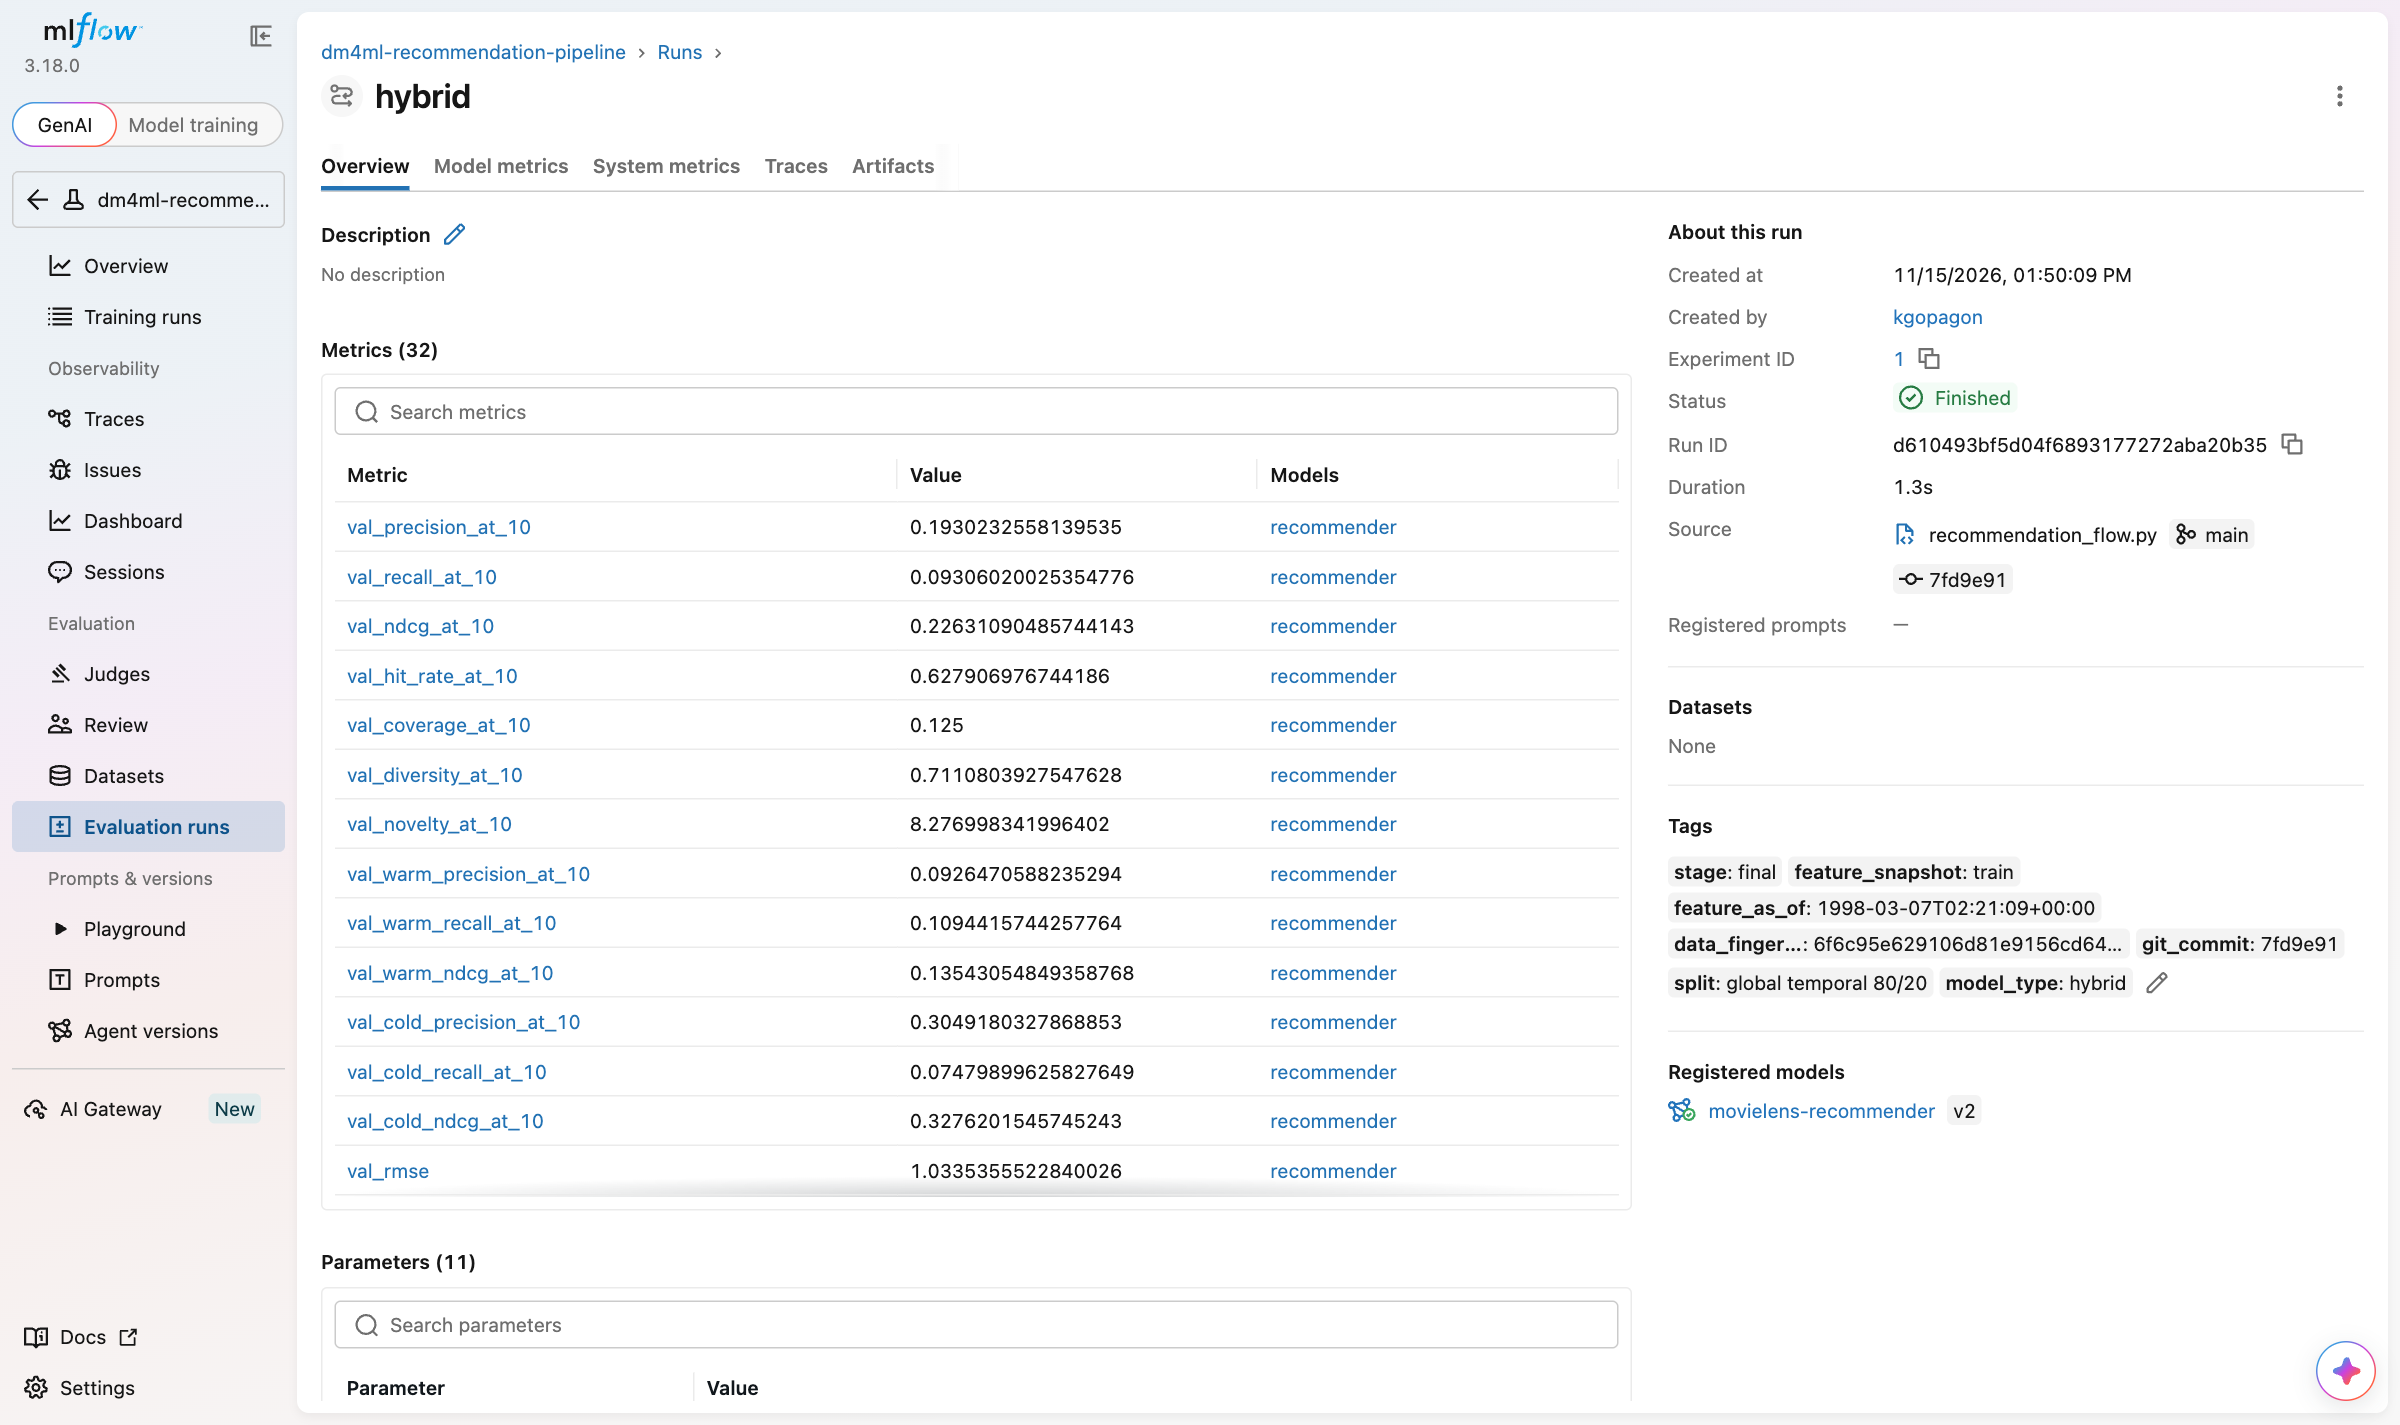 mlflow
3.18.0
GenAI Model training
dm4ml-recomme...
Overview
Training runs
Observability
Traces
Issues
Dashboard
Sessions
Evaluation
Judges
Review
Datasets
Evaluation runs
Prompts & versions
Playground
Prompts
Agent versions
AI Gateway New
Docs
Settings
dm4ml-recommendation-pipeline > Runs >
hybrid
Overview Model metrics System metrics Traces Artifacts
Description
No description
Metrics (32)
Search metrics
Metric Value Models
val_precision_at_10 0.1930232558139535 recommender
val_recall_at_10 0.09306020025354776 recommender
val_ndcg_at_10 0.22631090485744143 recommender
val_hit_rate_at_10 0.627906976744186 recommender
val_coverage_at_10 0.125 recommender
val_diversity_at_10 0.7110803927547628 recommender
val_novelty_at_10 8.276998341996402 recommender
val_warm_precision_at_10 0.0926470588235294 recommender
val_warm_recall_at_10 0.1094415744257764 recommender
val_warm_ndcg_at_10 0.13543054849358768 recommender
val_cold_precision_at_10 0.3049180327868853 recommender
val_cold_recall_at_10 0.07479899625827649 recommender
val_cold_ndcg_at_10 0.3276201545745243 recommender
val_rmse 1.0335355522840026 recommender
Parameters (11)
Search parameters
Parameter Value
About this run
Created at 11/15/2026, 01:50:09 PM
Created by kgopagon
Experiment ID 1
Status Finished
Run ID d610493bf5d04f6893177272aba20b35
Duration 1.3s
Source recommendation_flow.py main
7fd9e91
Registered prompts —
Datasets
None
Tags
stage: final feature_snapshot: train
feature_as_of: 1998-03-07T02:21:09+00:00
data_finger...: 6f6c95e629106d81e9156cd64... git_commit: 7fd9e91
split: global temporal 80/20 model_type: hybrid
Registered models
movielens-recommender v2